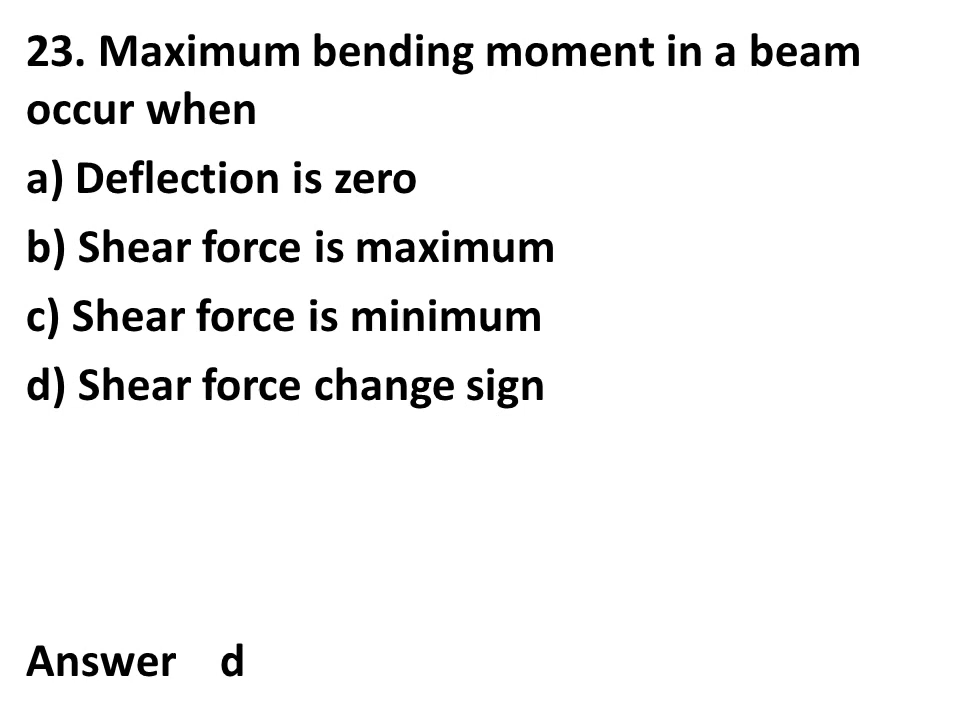 23. Maximum bending moment in a beam
occur when
a) Deflection is zero
b) Shear force is maximum
c) Shear force is minimum
d) Shear force change sign
Answer d